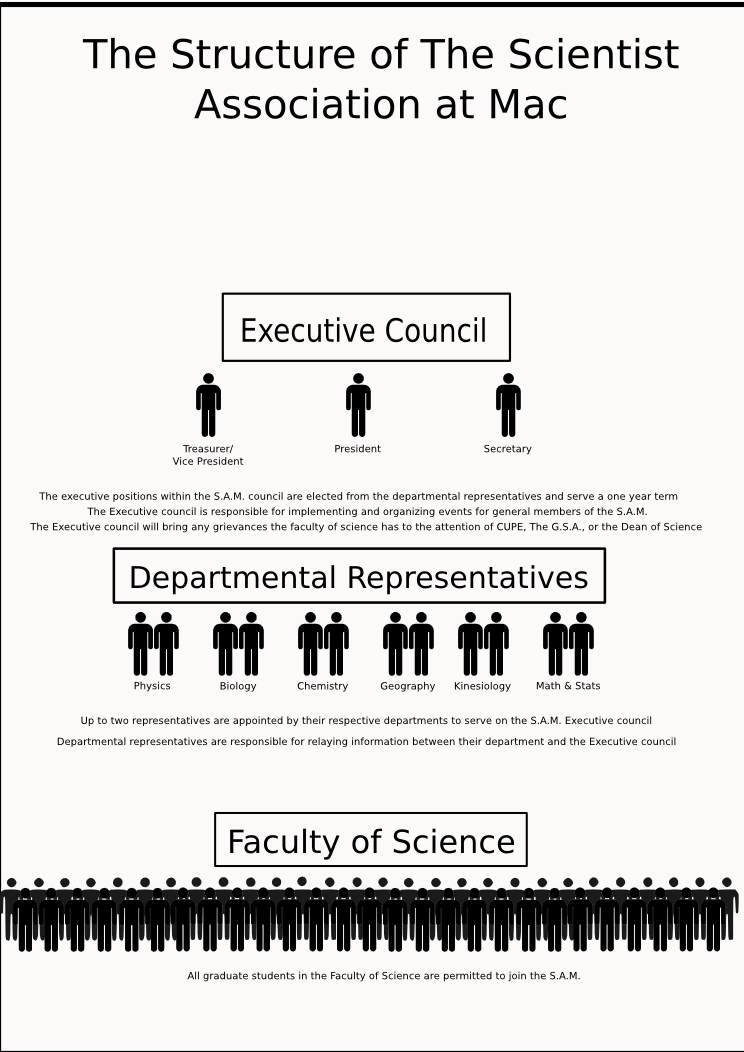 The Structure of The Scientist
Association at Mac
Executive Council
Treasurer/
Vice President
President
Secretary
The executive positions within the S.A.M. council are elected from the departmental representatives and serve a one year term
The Executive council is responsible for implementing and organizing events for general members of the S.A.M.
The Executive council will bring any grievances the faculty of science has to the attention of CUPE, The G.S.A., or the Dean of Science
Departmental Representatives
Physics
Biology
Chemistry
Geography
Kinesiology
Math & Stats
Up to two representatives are appointed by their respective departments to serve on the S.A.M. Executive council
Departmental representatives are responsible for relaying information between their department and the Executive council
Faculty of Science
All graduate students in the Faculty of Science are permitted to join the S.A.M.